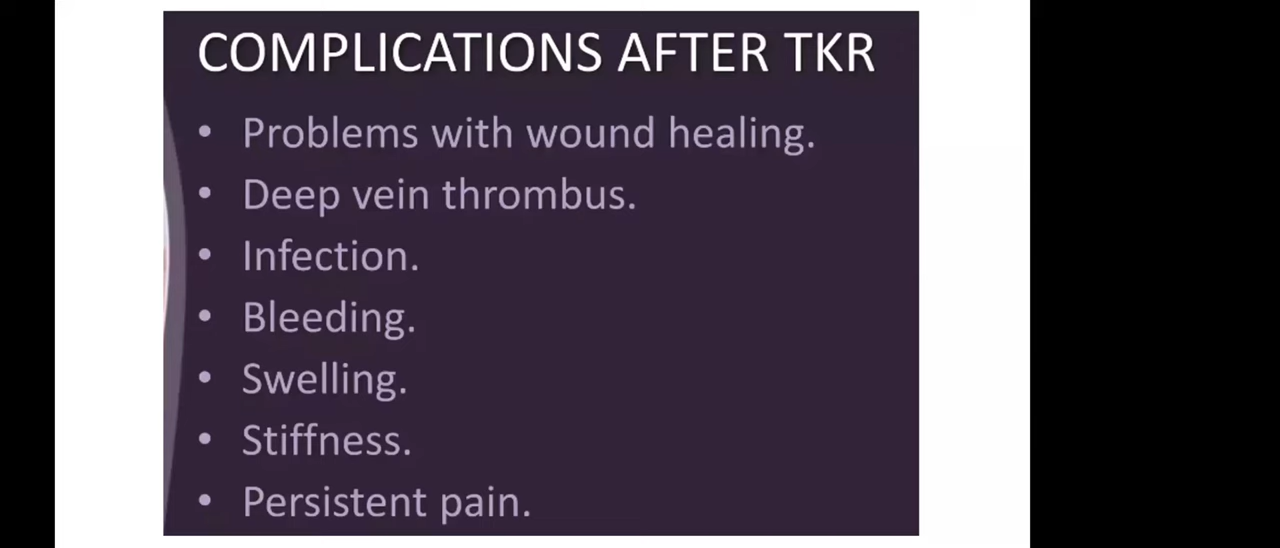 COMPLICATIONS AFTER TKR
• Problems with wound healing.
• Deep vein thrombus.
• Infection.
• Bleeding.
• Swelling.
• Stiffness.
• Persistent pain.